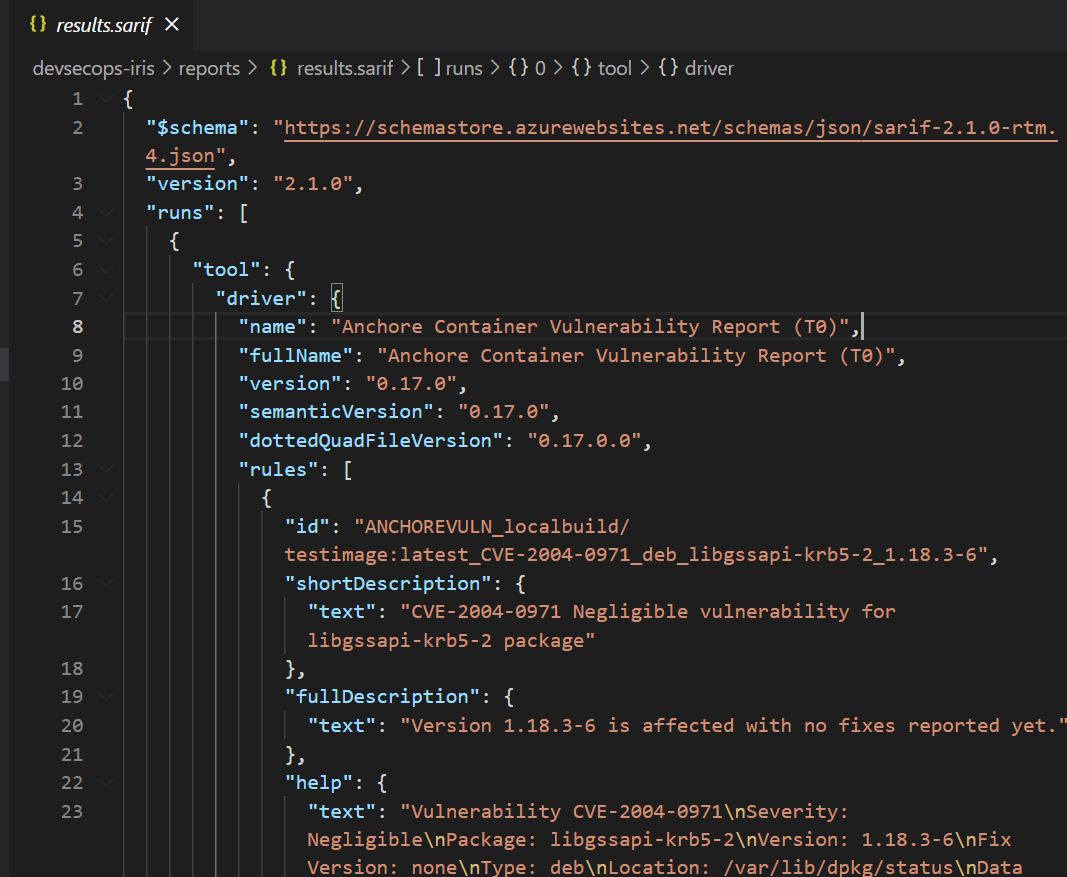 {} results.sarif ×
devsecops-iris > reports > {} results.sarif > [ ] runs > {} 0 > {} tool > {} driver
1 {
2 "$schema": "https://schemastore.azurewebsites.net/schemas/json/sarif-2.1.0-rtm.
4.json",
3 "version": "2.1.0",
4 "runs": [
5 {
6 "tool": {
7 "driver": {
8 "name": "Anchore Container Vulnerability Report (T0)",
9 "fullName": "Anchore Container Vulnerability Report (T0)",
10 "version": "0.17.0",
11 "semanticVersion": "0.17.0",
12 "dottedQuadFileVersion": "0.17.0.0",
13 "rules": [
14 {
15 "id": "ANCHOREVULN_localbuild/
testimage:latest_CVE-2004-0971_deb_libgssapi-krb5-2_1.18.3-6",
16 "shortDescription": {
17 "text": "CVE-2004-0971 Negligible vulnerability for
libgssapi-krb5-2 package"
18 },
19 "fullDescription": {
20 "text": "Version 1.18.3-6 is affected with no fixes reported yet."
21 },
22 "help": {
23 "text": "Vulnerability CVE-2004-0971\nSeverity:
Negligible\nPackage: libgssapi-krb5-2\nVersion: 1.18.3-6\nFix
Version: none\nType: deb\nLocation: /var/lib/dpkg/status\nData